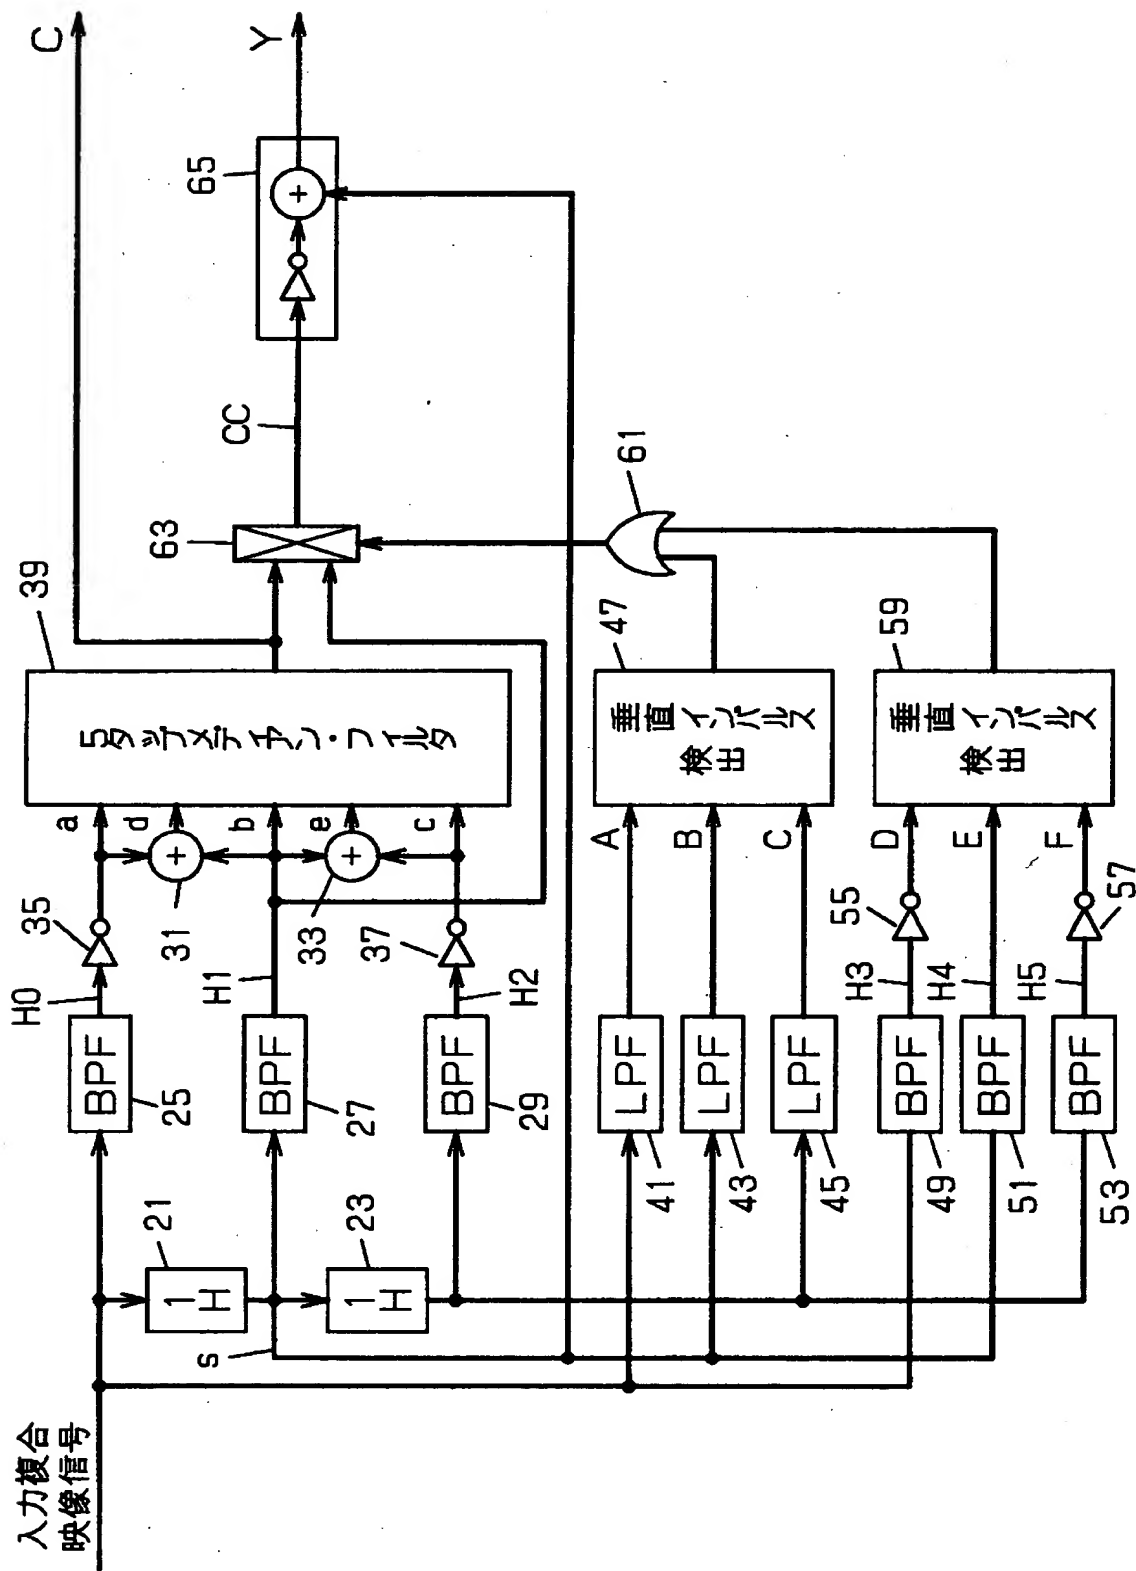 入力複合
映像信号
s
1H
21
1H
23
BPF
25
BPF
27
BPF
29
H0
H1
H2
35
37
31
33
+
+
a
d
b
e
c
5タップメディアン・フィルタ
39
63
CC
65
+
C
Y
LPF
41
LPF
43
LPF
45
A
B
C
垂直インパルス
検出
47
61
BPF
49
BPF
51
BPF
53
H3
H4
H5
55
57
D
E
F
垂直インパルス
検出
59